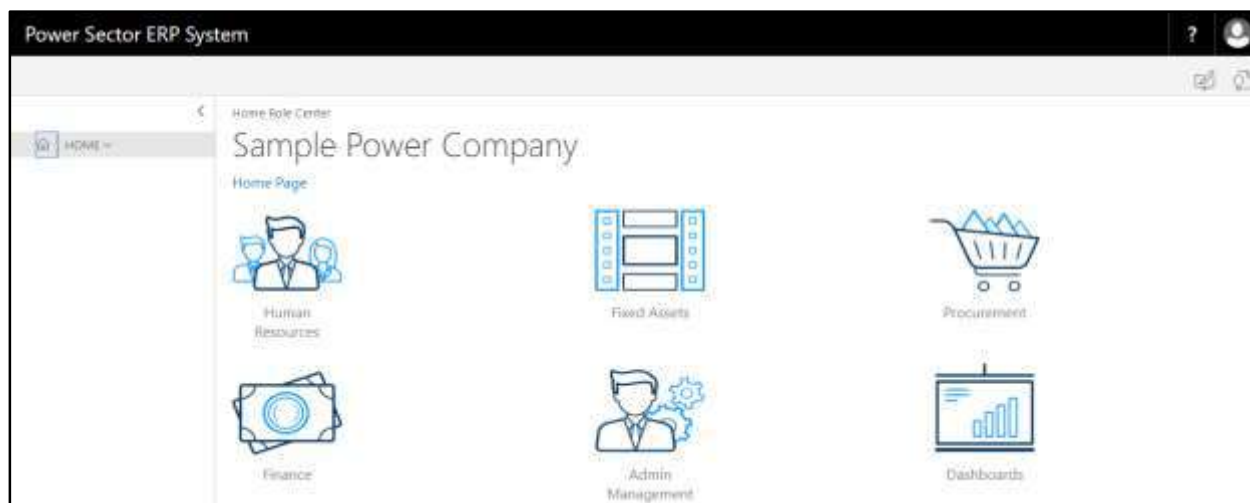 Power Sector ERP System
?
Home Role Center
HOME
Sample Power Company
Home Page
Human
Resources
Fixed Assets
Procurement
Finance
Admin
Management
Dashboards